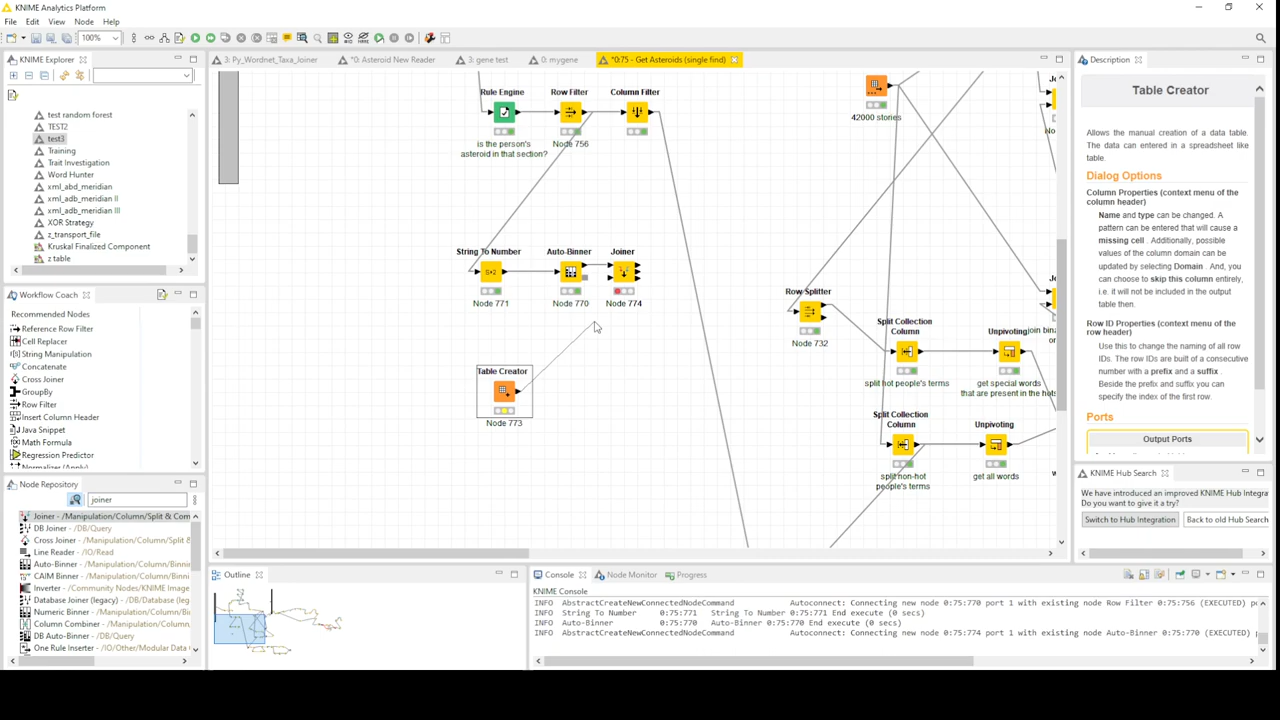 KNIME Analytics Platform
File Edit View Node Help
100%
KNIME Explorer
test random forest
TEST2
test3
Training
Trait Investigation
Word Hunter
xml_abd_meridian
xml_adb_meridian II
xml_adb_meridian III
XOR Strategy
z_transport_file
Kruskal Finalized Component
z table
Workflow Coach
Recommended Nodes
Reference Row Filter
Cell Replacer
String Manipulation
Concatenate
Cross Joiner
GroupBy
Row Filter
Insert Column Header
Java Snippet
Math Formula
Regression Predictor
Normalizer (Apply)
Node Repository
joiner
Joiner - /Manipulation/Column/Split & Com
DB Joiner - /DB/Query
Cross Joiner - /Manipulation/Column/Split &
Line Reader - /IO/Read
Auto-Binner - /Manipulation/Column/Binni
CAIM Binner - /Manipulation/Column/Binni
Inverter - /Community Nodes/KNIME Image
Database Joiner (legacy) - /DB/Database (leg
Numeric Binner - /Manipulation/Column/Bi
Column Combiner - /Manipulation/Column,
DB Auto-Binner - /DB/Query
One Rule Inserter - /IO/Other/Modular Data
3: Py_Wordnet_Taxa_Joiner
*0: Asteroid New Reader
3: gene test
0: mygene
*0:75 - Get Asteroids (single find)
Rule Engine
is the person's
asteroid in that section?
Row Filter
Node 756
Column Filter
42000 stories
String To Number
S→2
Node 771
Auto-Binner
Node 770
Joiner
Node 774
Table Creator
Node 773
Row Splitter
Node 732
Split Collection
Column
split hot people's terms
Unpivoting
get special words
that are present in the hots
join binar
Split Collection
Column
split non-hot
people's terms
Unpivoting
get all words
Jo
No
Jo
w
Outline
Console
Node Monitor
Progress
KNIME Console
INFO AbstractCreateNewConnectedNodeCommand Autoconnect: Connecting new node 0:75:770 port 1 with existing node Row Filter 0:75:756 (EXECUTED) po
INFO String To Number 0:75:771 String To Number 0:75:771 End execute (0 secs)
INFO Auto-Binner 0:75:770 Auto-Binner 0:75:770 End execute (0 secs)
INFO AbstractCreateNewConnectedNodeCommand Autoconnect: Connecting new node 0:75:774 port 1 with existing node Auto-Binner 0:75:770 (EXECUTED) p
Description
Table Creator
Allows the manual creation of a data table.
The data can entered in a spreadsheet like
table.
Dialog Options
Column Properties (context menu of the
column header)
Name and type can be changed. A
pattern can be entered that will cause a
missing cell . Additionally, possible
values of the column domain can be
updated by selecting Domain . And, you
can choose to skip this column entirely,
i.e. it will not be included in the output
table then.
Row ID Properties (context menu of the
row header)
Use this to change the naming of all row
IDs. The row IDs are built of a consecutive
number with a prefix and a suffix .
Beside the prefix and suffix you can
specify the index of the first row.
Ports
Output Ports
KNIME Hub Search
We have introduced an improved KNIME Hub Integra
Do you want to give it a try?
Switch to Hub Integration
Back to old Hub Search